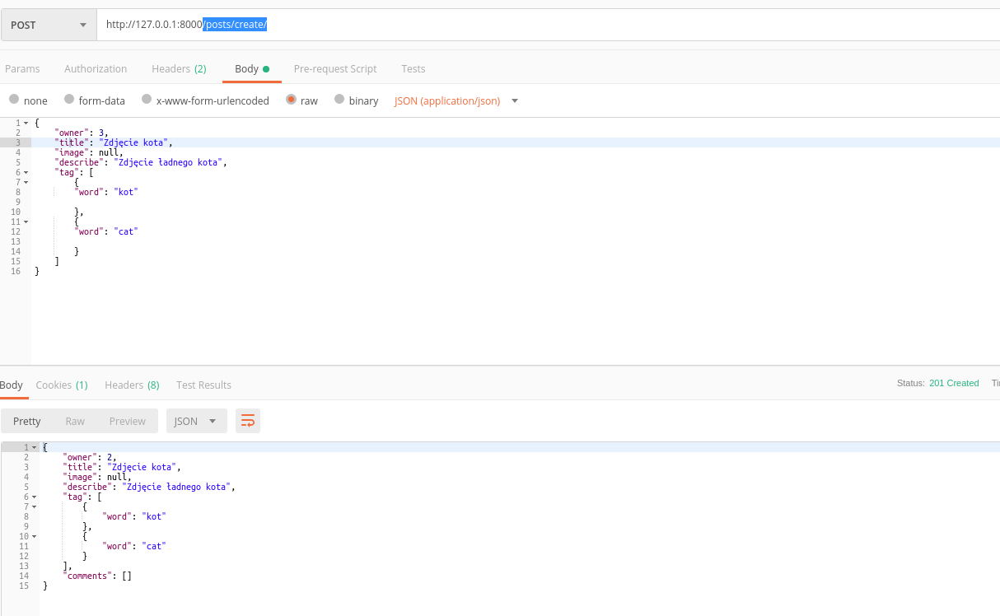 POST http://127.0.0.1:8000/posts/create/
Params Authorization Headers (2) Body Pre-request Script Tests
none form-data x-www-form-urlencoded raw binary JSON (application/json)
1 {
2 "owner": 3,
3 "title": "Zdjęcie kota",
4 "image": null,
5 "describe": "Zdjęcie ładnego kota",
6 "tag": [
7 {
8 "word": "kot"
9
10 },
11 {
12 "word": "cat"
13
14 }
15 ]
16 }
Body Cookies (1) Headers (8) Test Results Status: 201 Created
Pretty Raw Preview JSON
1 {
2 "owner": 2,
3 "title": "Zdjęcie kota",
4 "image": null,
5 "describe": "Zdjęcie ładnego kota",
6 "tag": [
7 {
8 "word": "kot"
9 },
10 {
11 "word": "cat"
12 }
13 ],
14 "comments": []
15 }